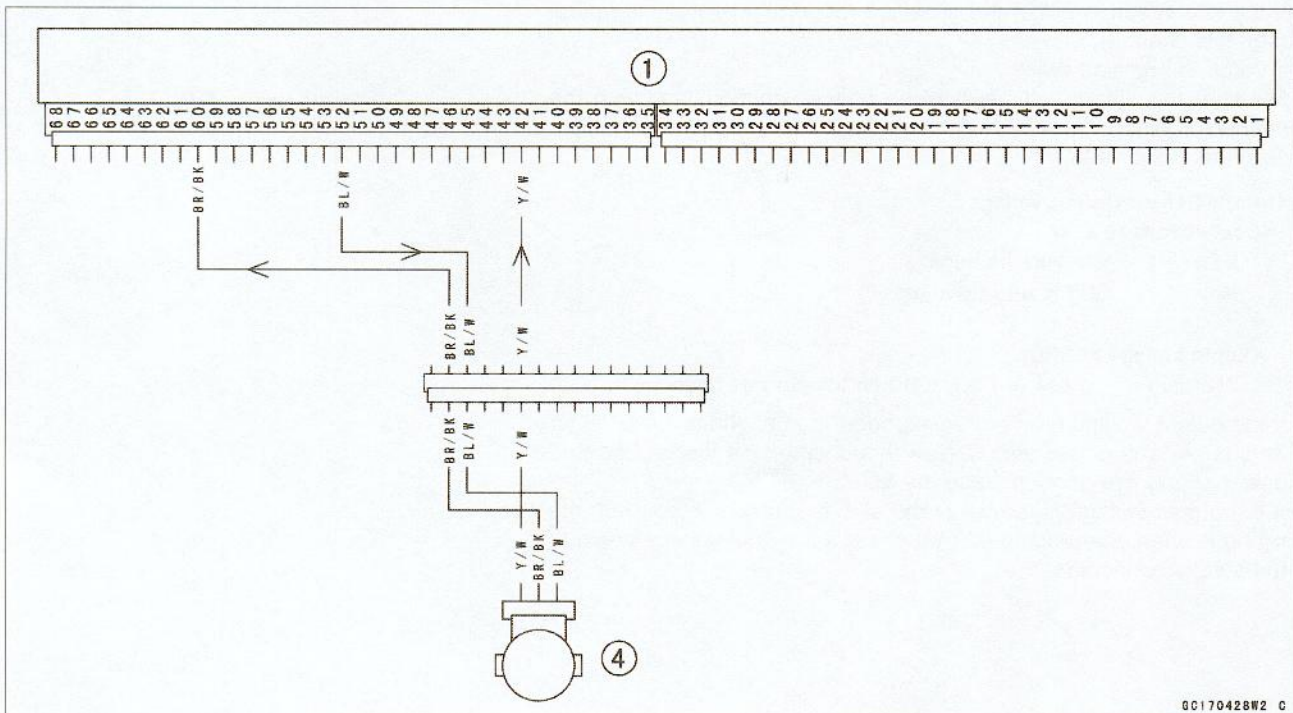 1
68 67 66 65 64 63 62 61 60 59 58 57 56 55 54 53 52 51 50 49 48 47 46 45 44 43 42 41 40 39 38 37 36 35 34 33 32 31 30 29 28 27 26 25 24 23 22 21 20 19 18 17 16 15 14 13 12 11 10 9 8 7 6 5 4 3 2 1
BR/BK BL/W Y/W
BR/BK BL/W Y/W
BR/BK BL/W Y/W
Y/W BR/BK BL/W
4
GC170428W2 C